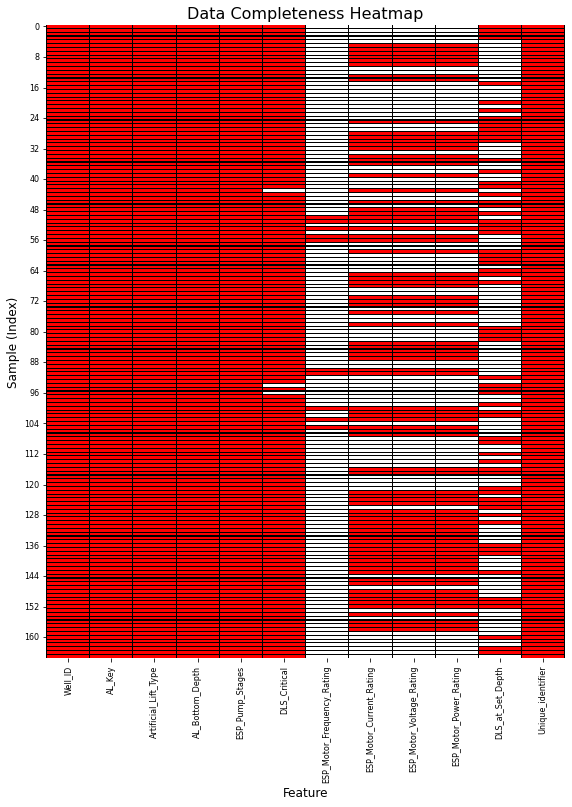 Data Completeness Heatmap
Sample (Index)
0
8
16
24
32
40
48
56
64
72
80
88
96
104
112
120
128
136
144
152
160
Well_ID
AL_Key
Artificial_Lift_Type
AL_Bottom_Depth
ESP_Pump_Stages
DLS_Critical
ESP_Motor_Frequency_Rating
ESP_Motor_Current_Rating
ESP_Motor_Voltage_Rating
ESP_Motor_Power_Rating
DLS_at_Set_Depth
Unique_identifier
Feature